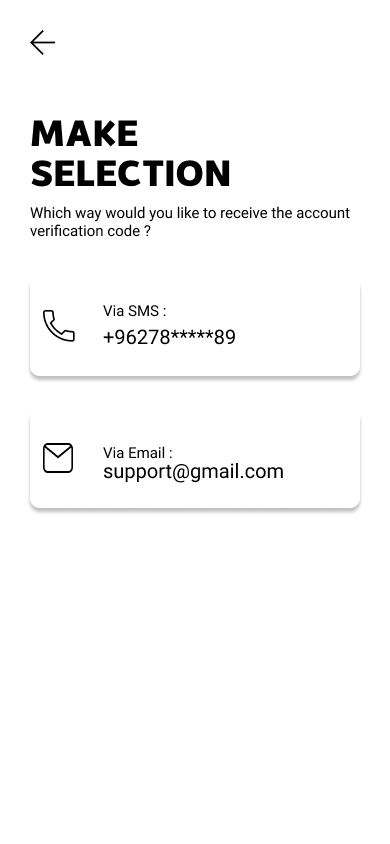 MAKE
SELECTION
Which way would you like to receive the account
verification code ?
Via SMS :
+96278*****89
Via Email :
support@gmail.com